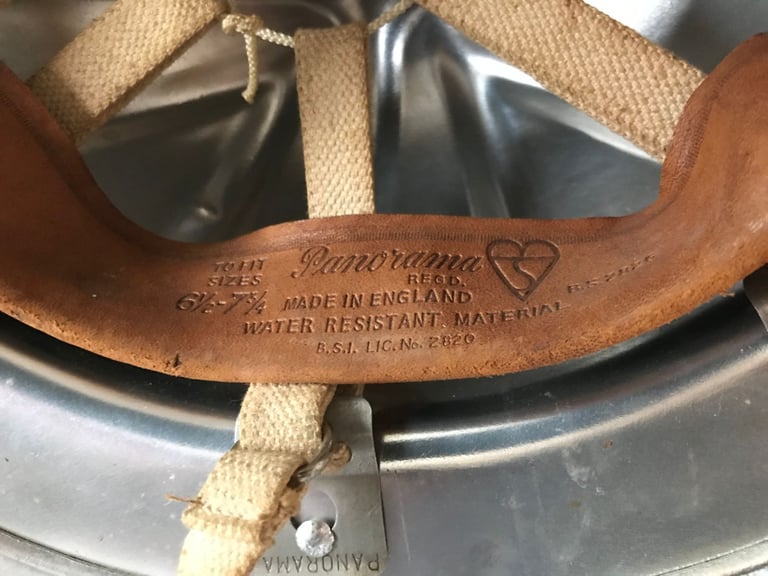 TO FIT
SIZES
6½-7¾
Panorama
REGD.
MADE IN ENGLAND
WATER RESISTANT. MATERIAL
B.S.I. LIC. No. 2820
B.S. 2826
PANORAMA